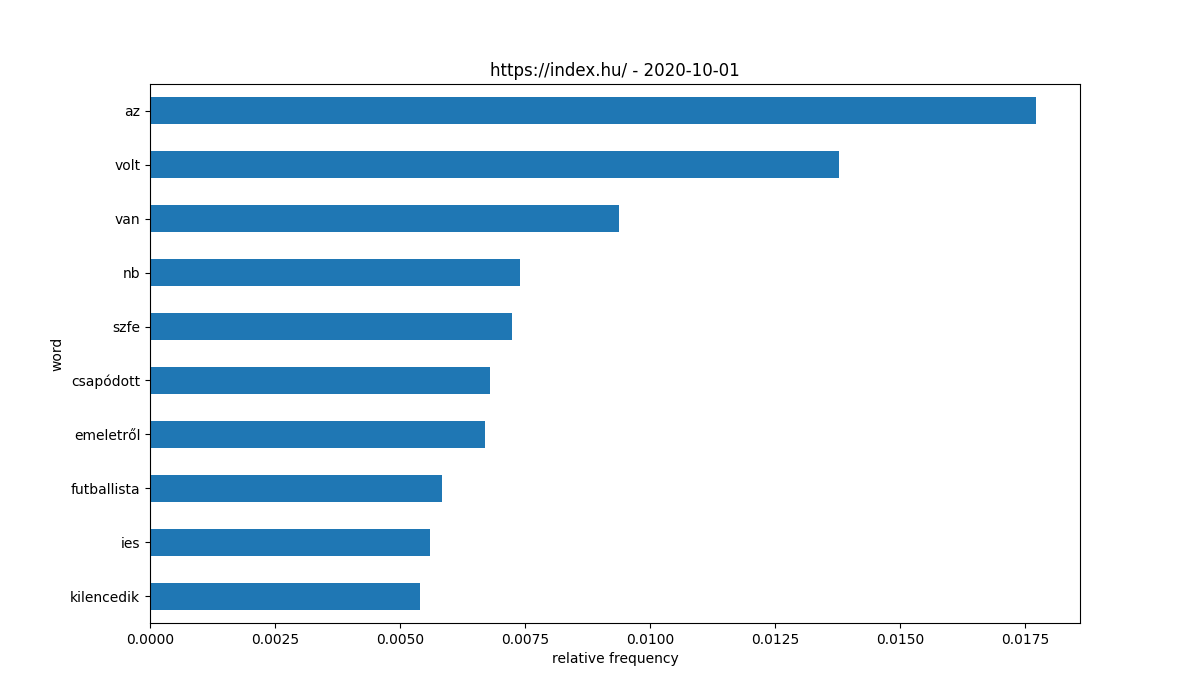 https://index.hu/ - 2020-10-01
az
volt
van
nb
szfe
csapódott
emeletről
futballista
ies
kilencedik
word
0.0000 0.0025 0.0050 0.0075 0.0100 0.0125 0.0150 0.0175
relative frequency